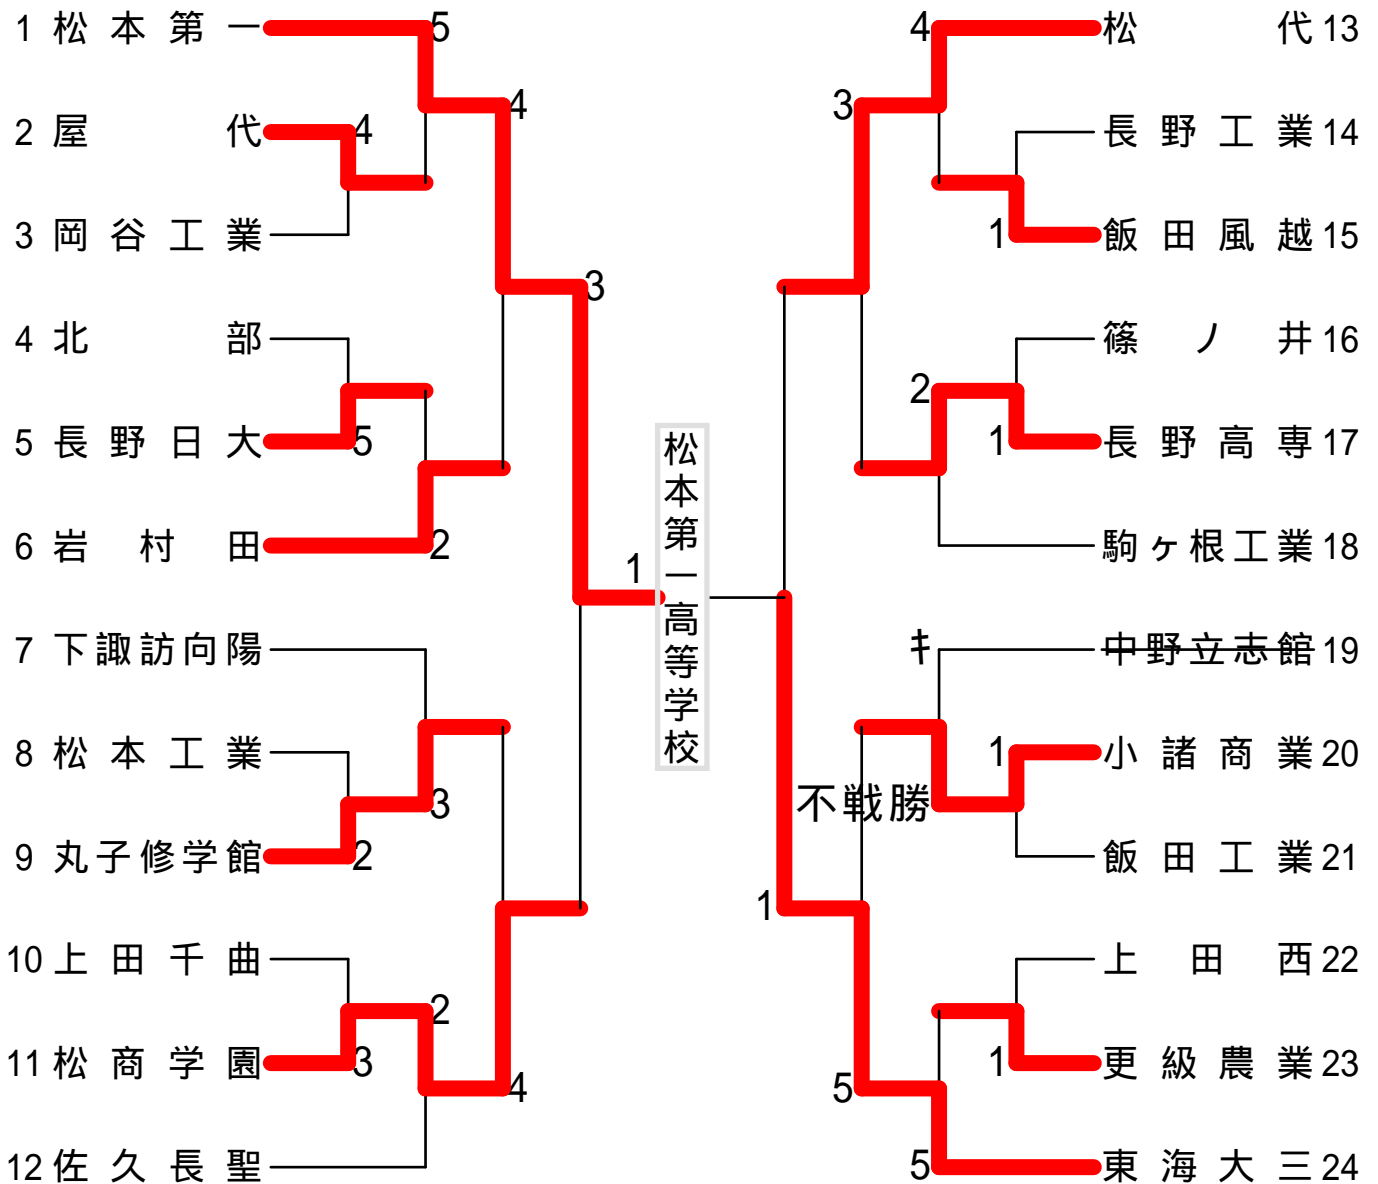 1 松本第一
5
4
2 屋代
4
3 岡谷工業
3
4 北部
5 長野日大
5
6 岩村田
2
7 下諏訪向陽
8 松本工業
3
9 丸子修学館
2
10 上田千曲
2
11 松商学園
3
4
12 佐久長聖
1
松本第一高等学校
4
松代 13
3
長野工業 14
1
飯田風越 15
篠ノ井 16
2
1
長野高専 17
駒ヶ根工業 18
キ
中野立志館 19
1
小諸商業 20
不戦勝
飯田工業 21
1
上田西 22
1
更級農業 23
5
5
東海大三 24